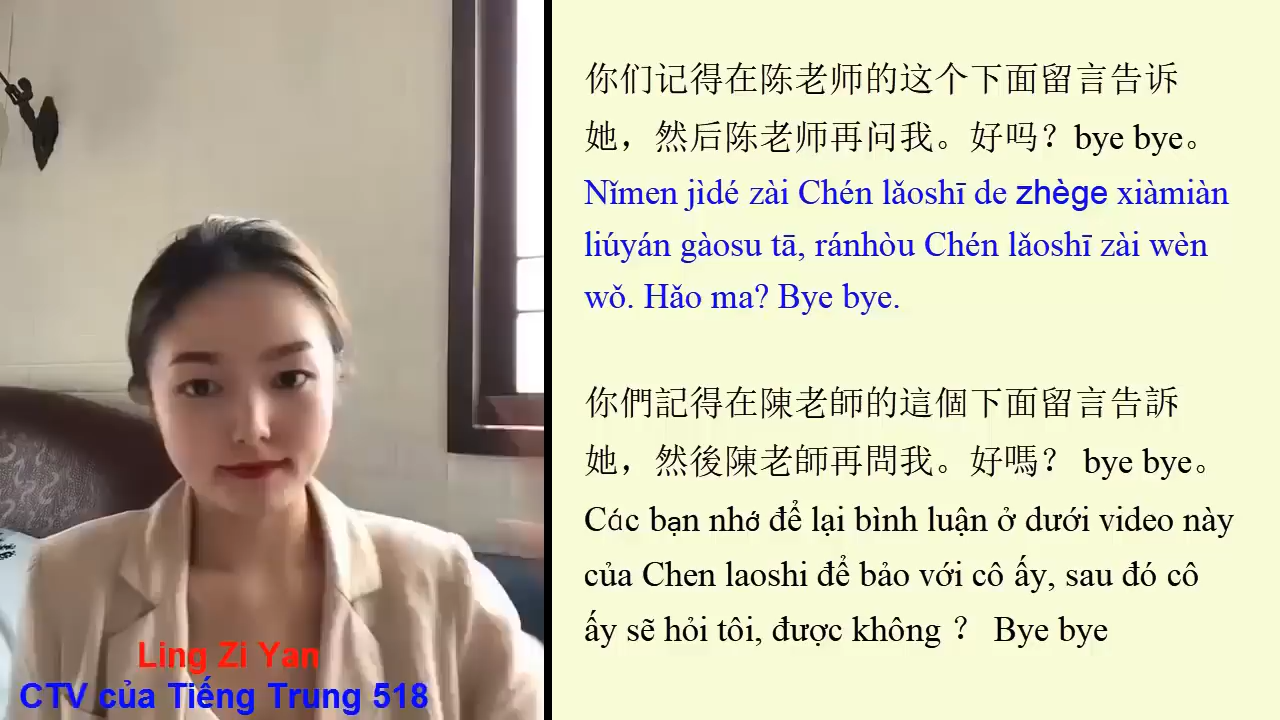 你们记得在陈老师的这个下面留言告诉
她，然后陈老师再问我。好吗？bye bye。
Nǐmen jìdé zài Chén lǎoshī de zhège xiàmiàn
liúyán gàosu tā, ránhòu Chén lǎoshī zài wèn
wǒ. Hǎo ma? Bye bye.
你們記得在陳老師的這個下面留言告訴
她，然後陳老師再問我。好嗎？ bye bye。
Các bạn nhớ để lại bình luận ở dưới video này
của Chen laoshi để bảo với cô ấy, sau đó cô
ấy sẽ hỏi tôi, được không ？ Bye bye
Ling Zi Yan
CTV của Tiếng Trung 518